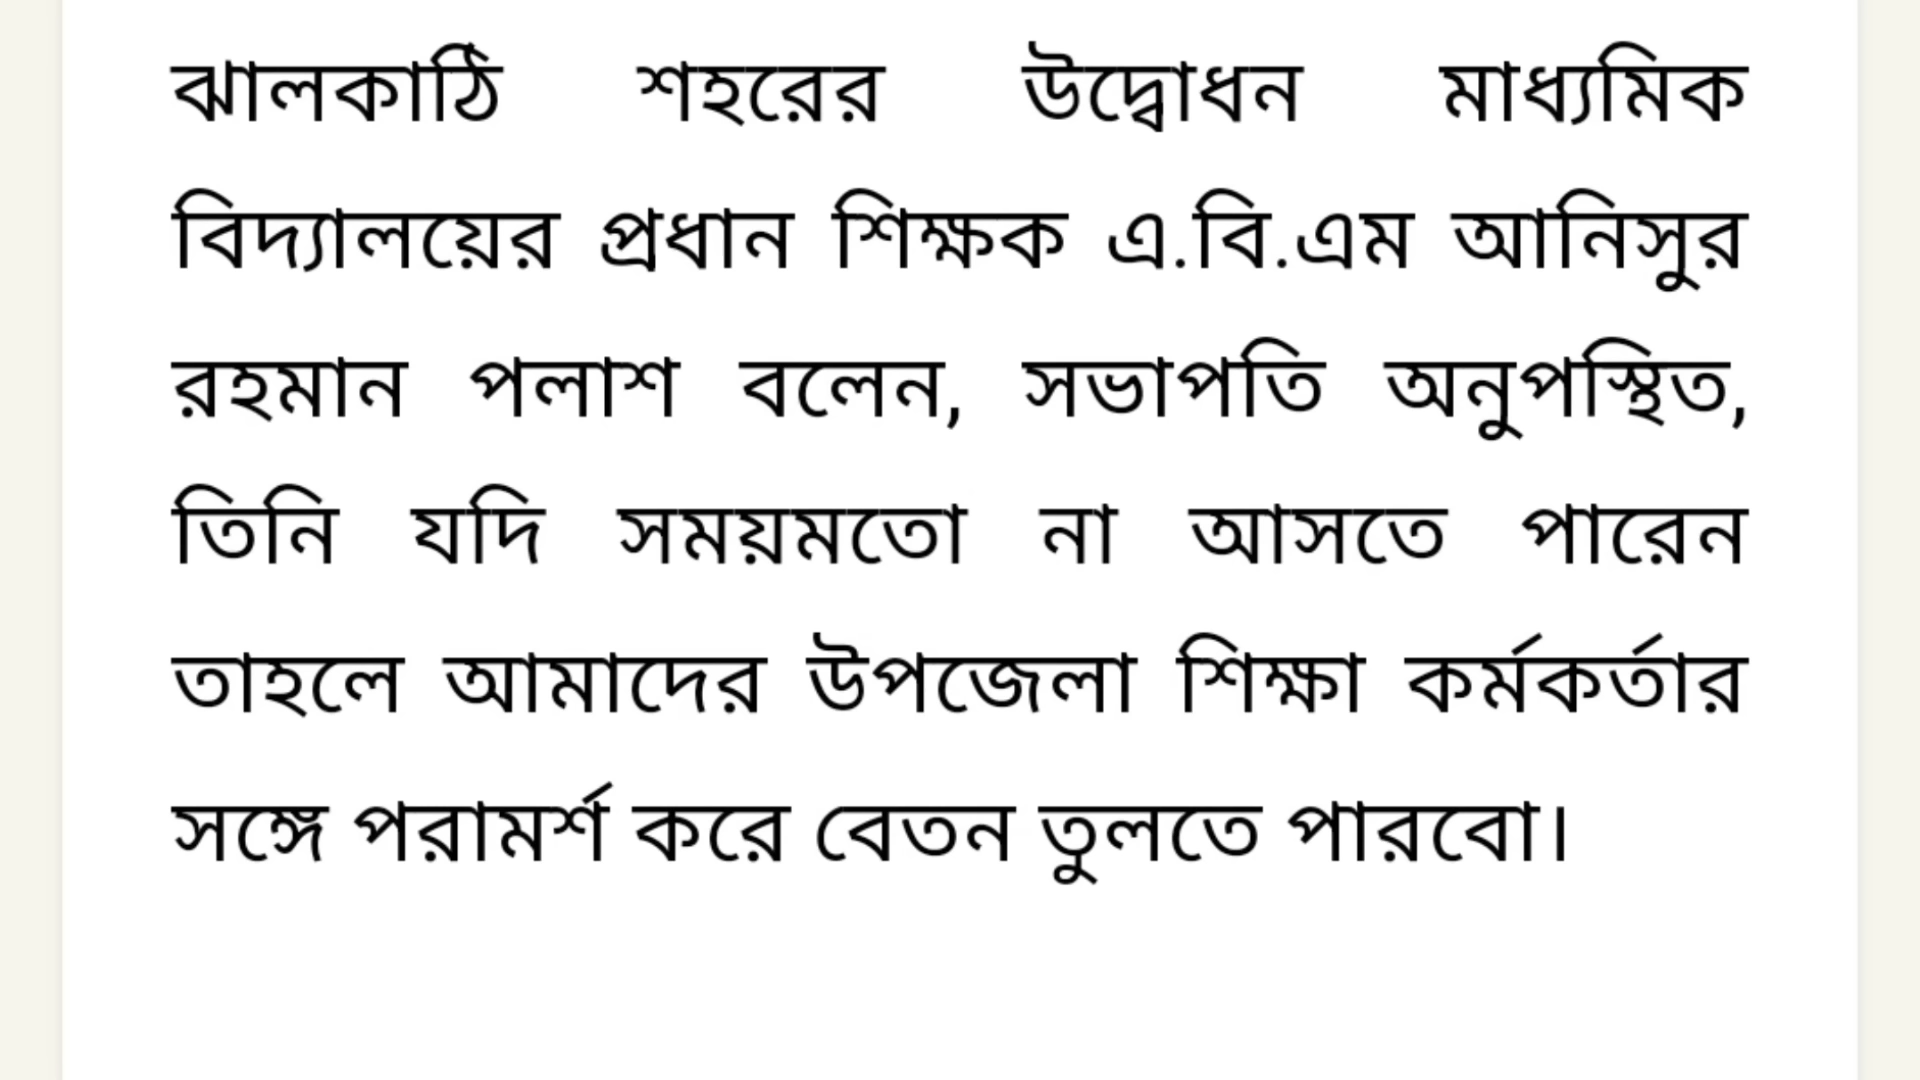 ঝালকাঠি শহরের উদ্বোধন মাধ্যমিক
বিদ্যালয়ের প্রধান শিক্ষক এ.বি.এম আনিসুর
রহমান পলাশ বলেন, সভাপতি অনুপস্থিত,
তিনি যদি সময়মতো না আসতে পারেন
তাহলে আমাদের উপজেলা শিক্ষা কর্মকর্তার
সঙ্গে পরামর্শ করে বেতন তুলতে পারবো।